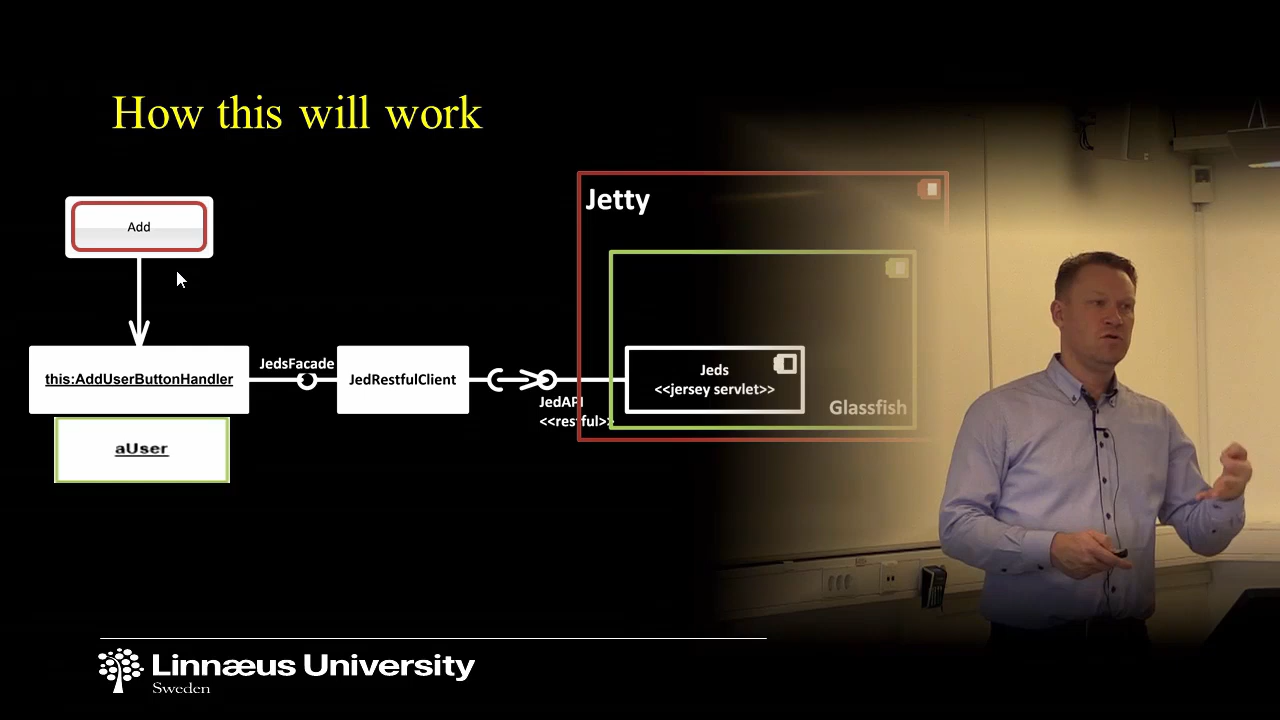 How this will work
Jetty
Add
JedsFacade
this:AddUserButtonHandler
JedRestfulClient
Jeds
<<jersey servlet>>
JedAPI
<<restful>>
Glassfish
aUser
Linnæus University
Sweden